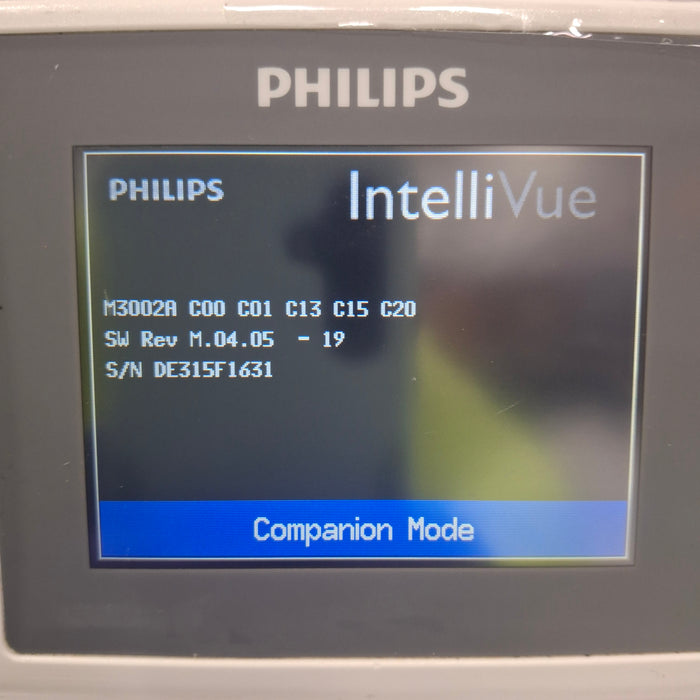 PHILIPS
PHILIPS
IntelliVue
M3002A C00 C01 C13 C15 C20
SW Rev M.04.05 - 19
S/N DE315F1631
Companion Mode